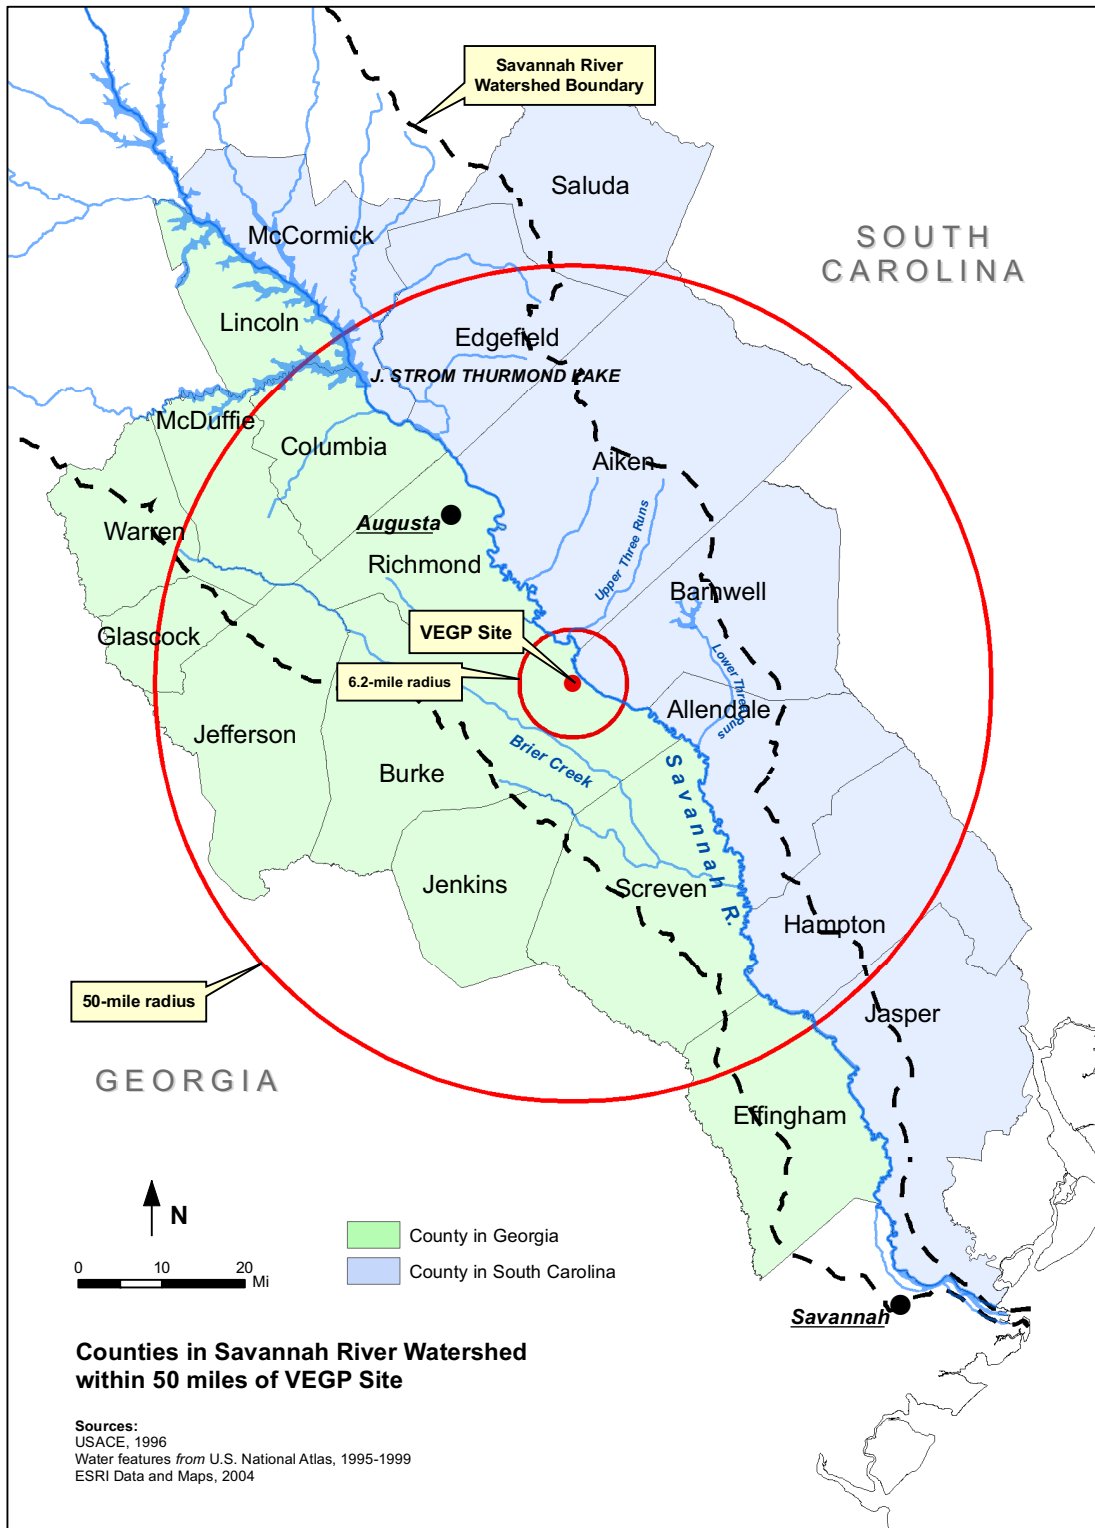 Savannah River
Watershed Boundary
Saluda
SOUTH
CAROLINA
McCormick
Lincoln
Edgefield
J. STROM THURMOND LAKE
McDuffie
Columbia
Aiken
Augusta
Warren
Upper Three Runs
Richmond
Barnwell
VEGP Site
Glascock
Lower Three Runs
6.2-mile radius
Allendale
Jefferson
Brier Creek
Burke
Savannah R.
Jenkins
Screven
Hampton
50-mile radius
Jasper
GEORGIA
Effingham
N
County in Georgia
County in South Carolina
0 10 20
Mi
Savannah
Counties in Savannah River Watershed
within 50 miles of VEGP Site
Sources:
USACE, 1996
Water features from U.S. National Atlas, 1995-1999
ESRI Data and Maps, 2004